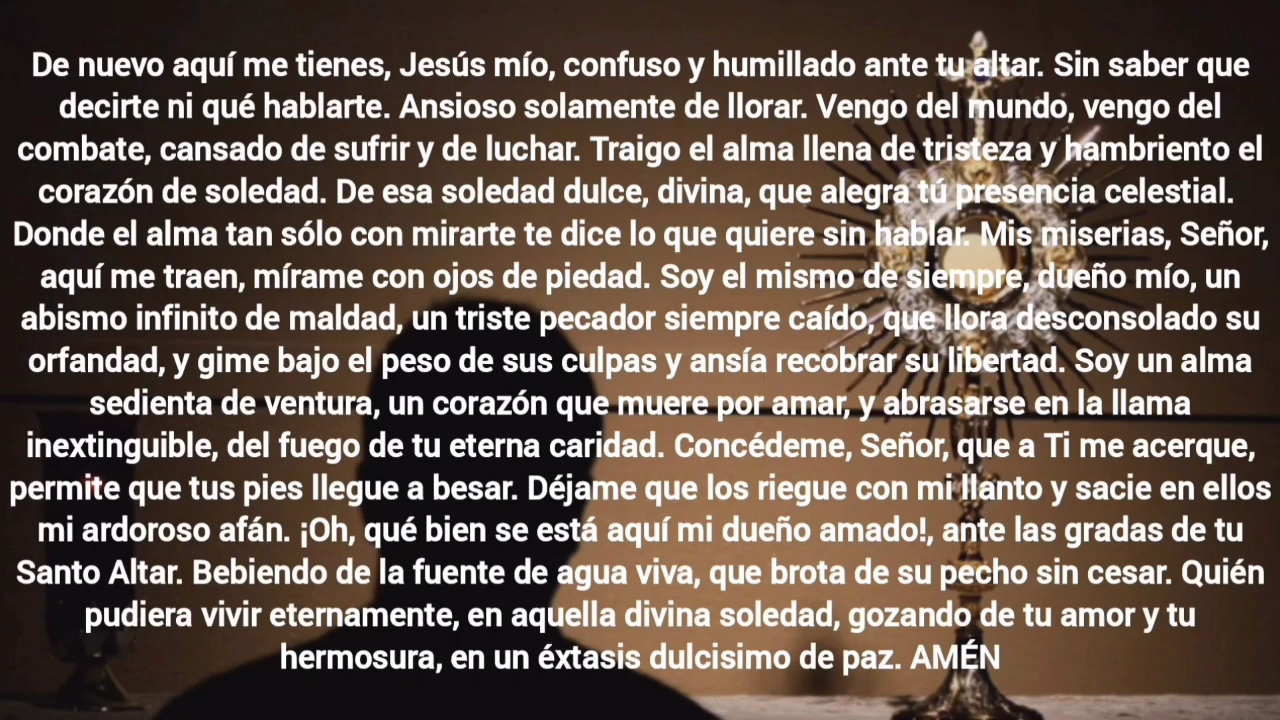 De nuevo aquí me tienes, Jesús mío, confuso y humillado ante tu altar. Sin saber que
decirte ni qué hablarte. Ansioso solamente de llorar. Vengo del mundo, vengo del
combate, cansado de sufrir y de luchar. Traigo el alma llena de tristeza y hambriento el
corazón de soledad. De esa soledad dulce, divina, que alegra tú presencia celestial.
Donde el alma tan sólo con mirarte te dice lo que quiere sin hablar. Mis miserias, Señor,
aquí me traen, mírame con ojos de piedad. Soy el mismo de siempre, dueño mío, un
abismo infinito de maldad, un triste pecador siempre caído, que llora desconsolado su
orfandad, y gime bajo el peso de sus culpas y ansía recobrar su libertad. Soy un alma
sedienta de ventura, un corazón que muere por amar, y abrasarse en la llama
inextinguible, del fuego de tu eterna caridad. Concédeme, Señor, que a Ti me acerque,
permite que tus pies llegue a besar. Déjame que los riegue con mi llanto y sacie en ellos
mi ardoroso afán. ¡Oh, qué bien se está aquí mi dueño amado!, ante las gradas de tu
Santo Altar. Bebiendo de la fuente de agua viva, que brota de su pecho sin cesar. Quién
pudiera vivir eternamente, en aquella divina soledad, gozando de tu amor y tu
hermosura, en un éxtasis dulcisimo de paz. AMÉN